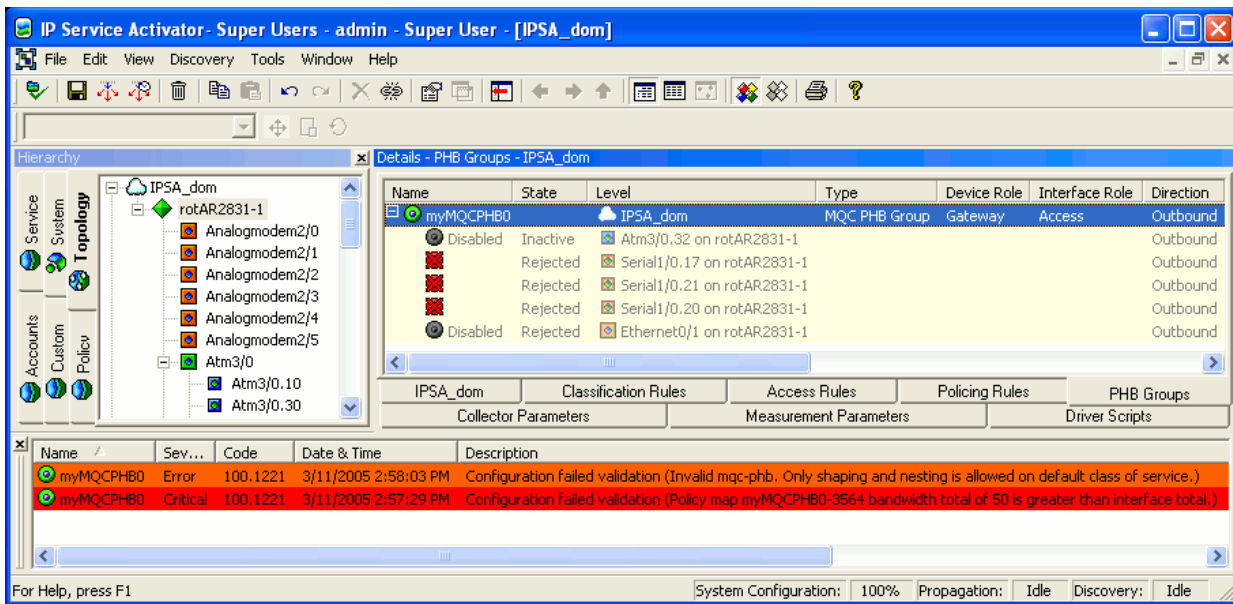 IP Service Activator- Super Users - admin - Super User - [IPSA_dom]
File Edit View Discovery Tools Window Help
Hierarchy
Service
System
Topology
Accounts
Custom
Policy
IPSA_dom
rotAR2831-1
Analogmodem2/0
Analogmodem2/1
Analogmodem2/2
Analogmodem2/3
Analogmodem2/4
Analogmodem2/5
Atm3/0
Atm3/0.10
Atm3/0.30
Details - PHB Groups - IPSA_dom
Name State Level Type Device Role Interface Role Direction
myMQCPHB0 IPSA_dom MQC PHB Group Gateway Access Outbound
Disabled Inactive Atm3/0.32 on rotAR2831-1 Outbound
Rejected Serial1/0.17 on rotAR2831-1 Outbound
Rejected Serial1/0.21 on rotAR2831-1 Outbound
Rejected Serial1/0.20 on rotAR2831-1 Outbound
Disabled Rejected Ethernet0/1 on rotAR2831-1 Outbound
IPSA_dom Classification Rules Access Rules Policing Rules PHB Groups
Collector Parameters Measurement Parameters Driver Scripts
Name Sev... Code Date & Time Description
myMQCPHB0 Error 100.1221 3/11/2005 2:58:03 PM Configuration failed validation (Invalid mqc-phb. Only shaping and nesting is allowed on default class of service.)
myMQCPHB0 Critical 100.1221 3/11/2005 2:57:29 PM Configuration failed validation (Policy map myMQCPHB0-3564 bandwidth total of 50 is greater than interface total.)
For Help, press F1
System Configuration: 100% Propagation: Idle Discovery: Idle